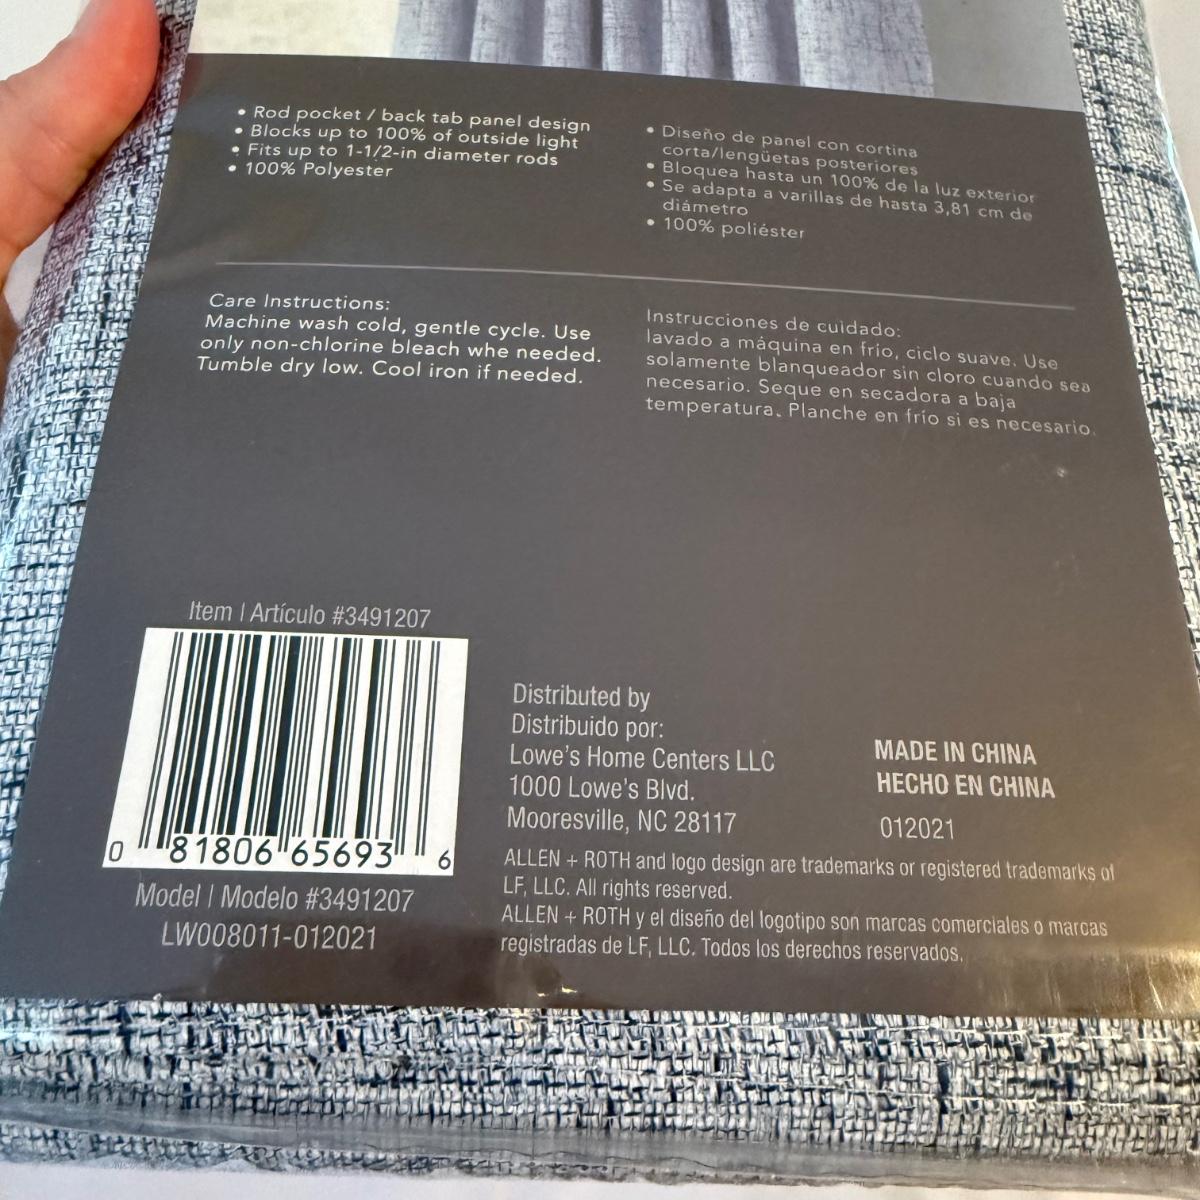 • Rod pocket / back tab panel design
• Blocks up to 100% of outside light
• Fits up to 1-1/2-in diameter rods
• 100% Polyester
• Diseño de panel con cortina
corta/lengüetas posteriores
• Bloquea hasta un 100% de la luz exterior
• Se adapta a varillas de hasta 3,81 cm de
diámetro
• 100% poliéster
Care Instructions:
Machine wash cold, gentle cycle. Use
only non-chlorine bleach whe needed.
Tumble dry low. Cool iron if needed.
Instrucciones de cuidado:
lavado a máquina en frío, ciclo suave. Use
solamente blanqueador sin cloro cuando sea
necesario. Seque en secadora a baja
temperatura. Planche en frío si es necesario.
Item | Artículo #3491207
0 81806 65693 6
Model | Modelo #3491207
LW008011-012021
Distributed by
Distribuido por:
Lowe's Home Centers LLC
1000 Lowe's Blvd.
Mooresville, NC 28117
MADE IN CHINA
HECHO EN CHINA
012021
ALLEN + ROTH and logo design are trademarks or registered trademarks of
LF, LLC. All rights reserved.
ALLEN + ROTH y el diseño del logotipo son marcas comerciales o marcas
registradas de LF, LLC. Todos los derechos reservados.